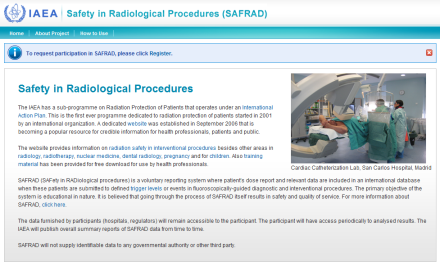 IAEA Safety in Radiological Procedures (SAFRAD)
Home About Project How to Use
To request participation in SAFRAD, please click Register.
Safety in Radiological Procedures
The IAEA has a sub-programme on Radiation Protection of Patients that operates under an International
Action Plan. This is the first ever programme dedicated to radiation protection of patients started in 2001
by an international organization. A dedicated website was established in September 2006 that is
becoming a popular resource for credible information for health professionals, patients and public.
The website provides information on radiation safety in interventional procedures besides other areas in
radiology, radiotherapy, nuclear medicine, dental radiology, pregnancy and for children. Also training
material has been provided for free download for use by health professionals.
Cardiac Catheterization Lab, San Carlos Hospital, Madrid
SAFRAD (SAfety in RADiological procedures) is a voluntary reporting system where patient's dose report and relevant data are included in an international database
when these patients are submitted to defined trigger levels or events in fluoroscopically-guided diagnostic and interventional procedures. The primary objective of the
system is educational in nature. It is believed that going through the process of SAFRAD itself results in safety and quality of service. For more information about
SAFRAD, click here.
The data furnished by participants (hospitals, regulators) will remain accessible to the participant. The participant will have access periodically to analysed results. The
IAEA will publish overall summary reports of SAFRAD data from time to time.
SAFRAD will not supply identifiable data to any governmental authority or other third party.